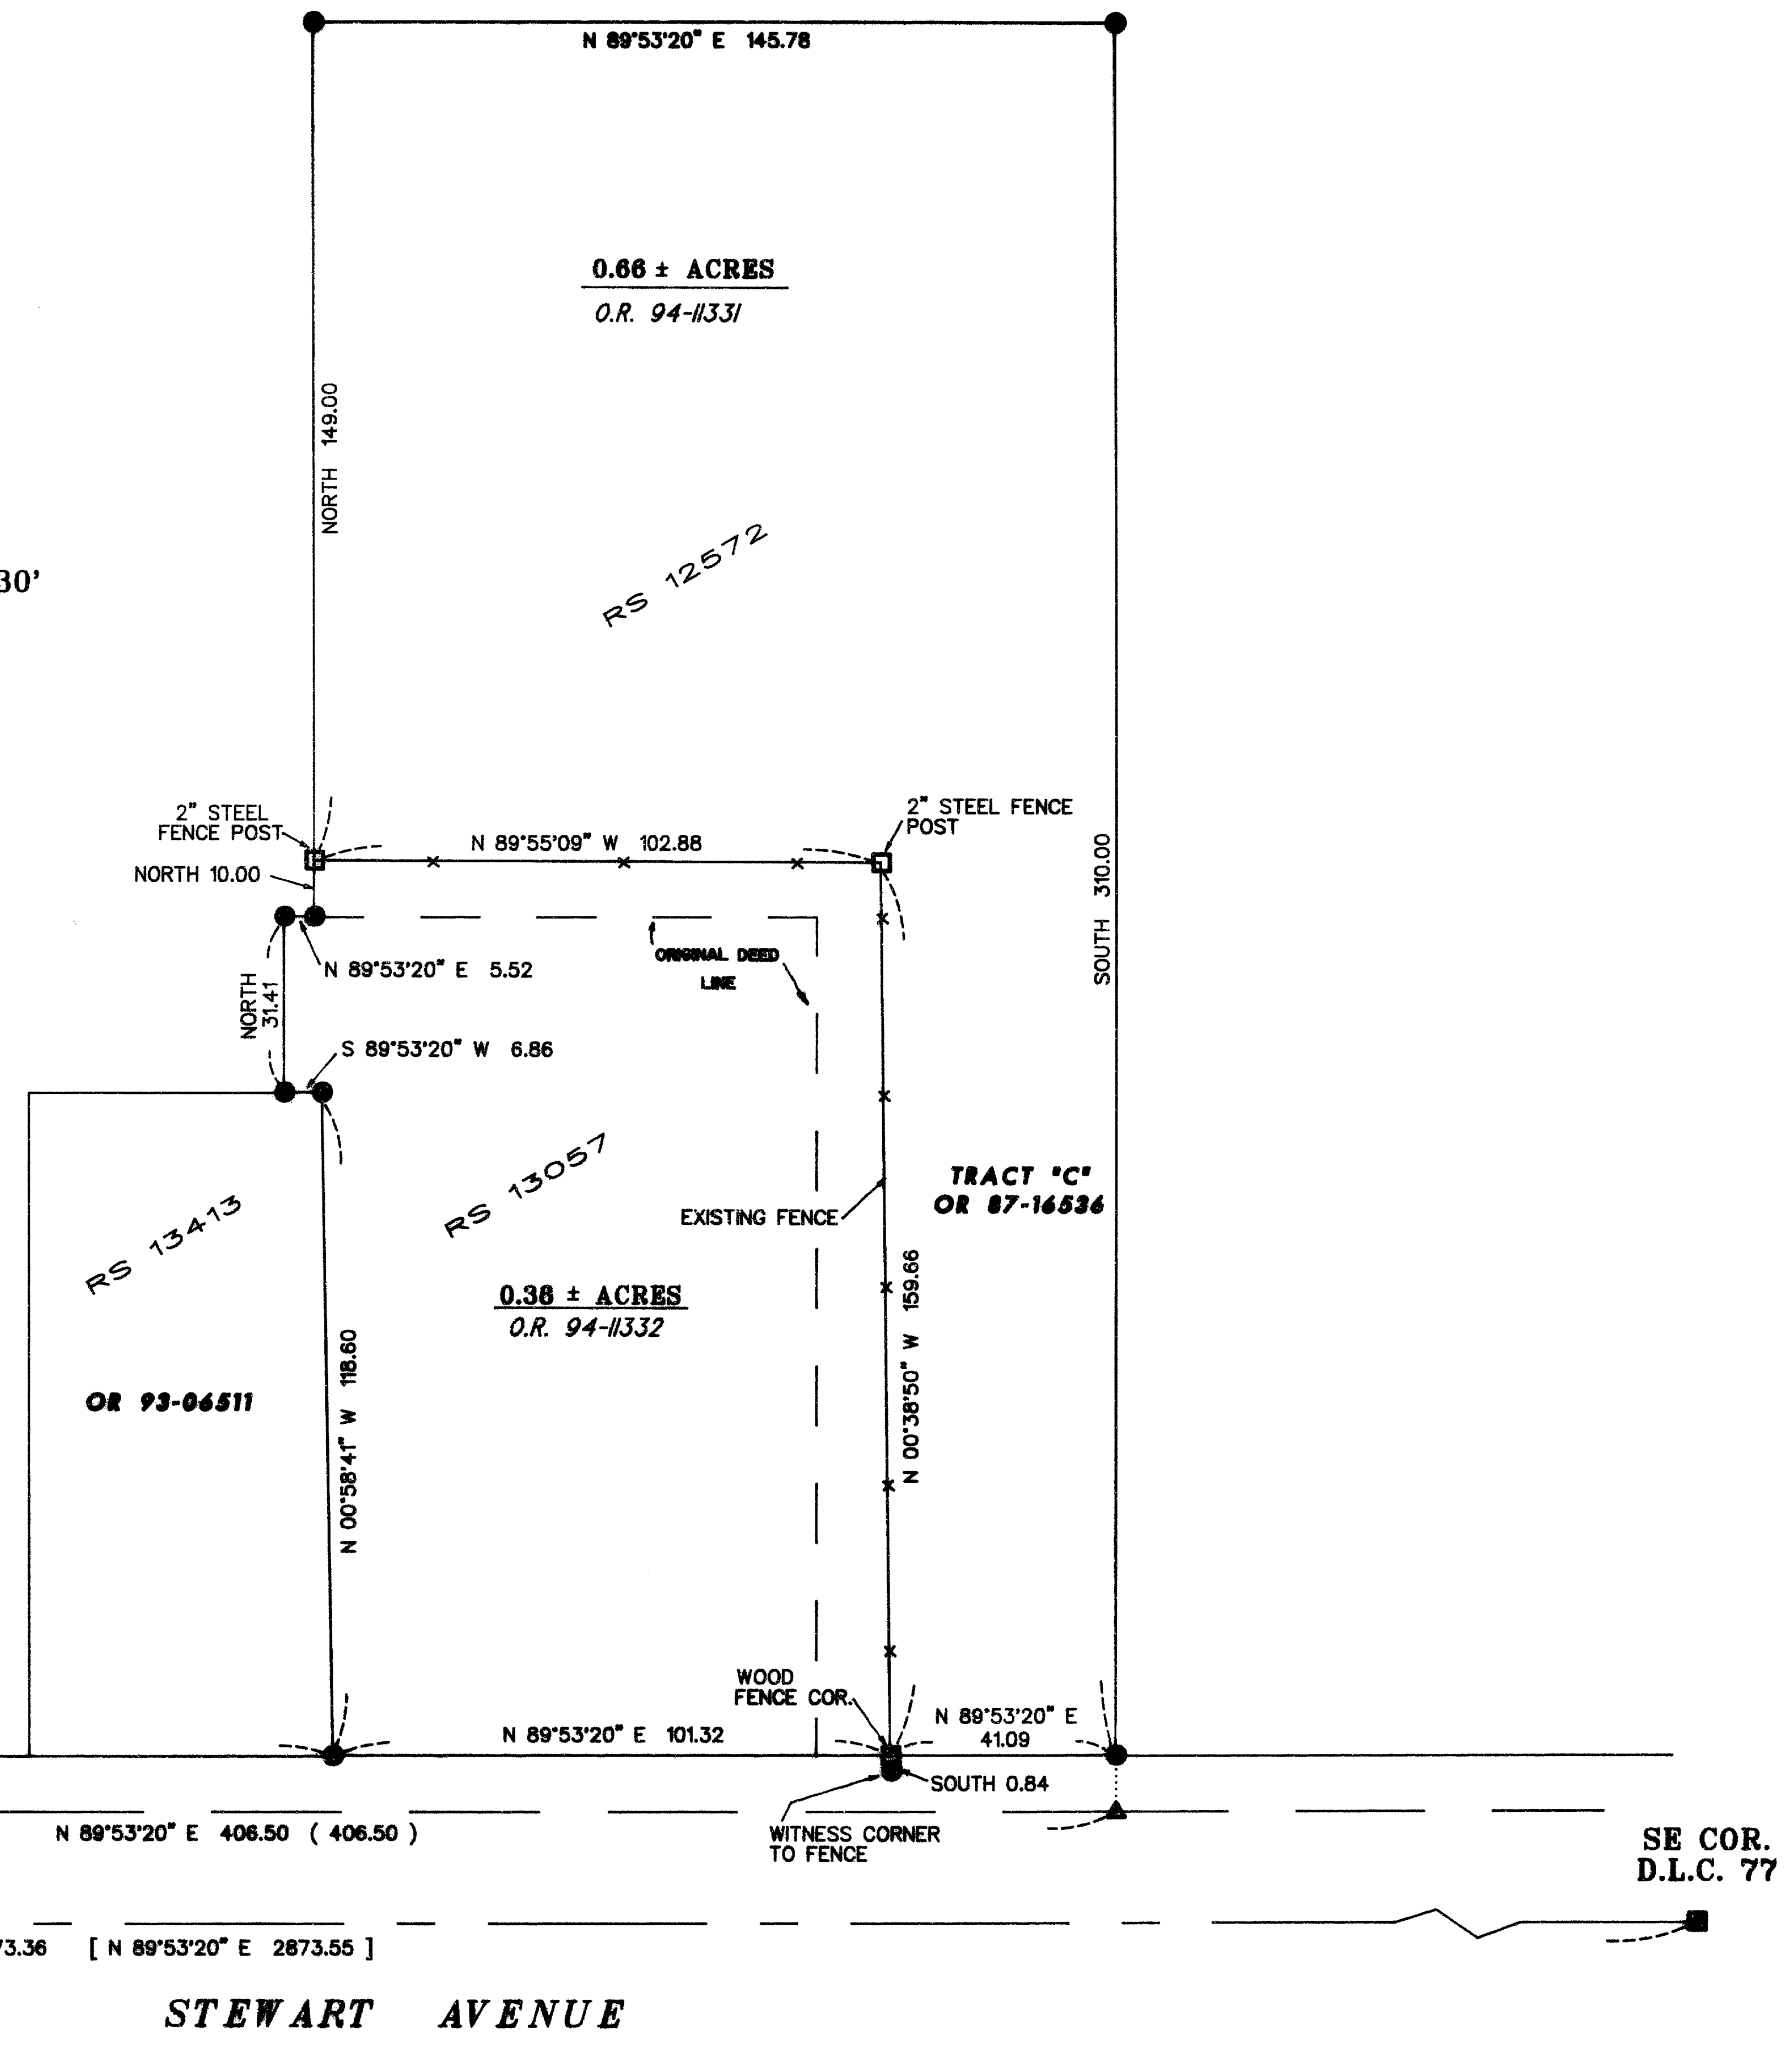 N 89°53'20" E 145.78
0.66 ± ACRES
O.R. 94-11331
NORTH 149.00
RS 12572
30'
2" STEEL
FENCE POST
N 89°55'09" W 102.88
2" STEEL FENCE
POST
NORTH 10.00
SOUTH 310.00
ORIGINAL DEED
LINE
N 89°53'20" E 5.52
NORTH
31.41
S 89°53'20" W 6.86
RS 13057
RS 13413
TRACT "C"
OR 87-16536
EXISTING FENCE
N 00°38'50" W 159.66
0.38 ± ACRES
O.R. 94-11332
N 00°58'41" W 118.60
OR 93-06511
WOOD
FENCE COR.
N 89°53'20" E 101.32
N 89°53'20" E
41.09
SOUTH 0.84
N 89°53'20" E 406.50 ( 406.50 )
WITNESS CORNER
TO FENCE
SE COR.
D.L.C. 77
73.36 [ N 89°53'20" E 2873.55 ]
STEWART AVENUE